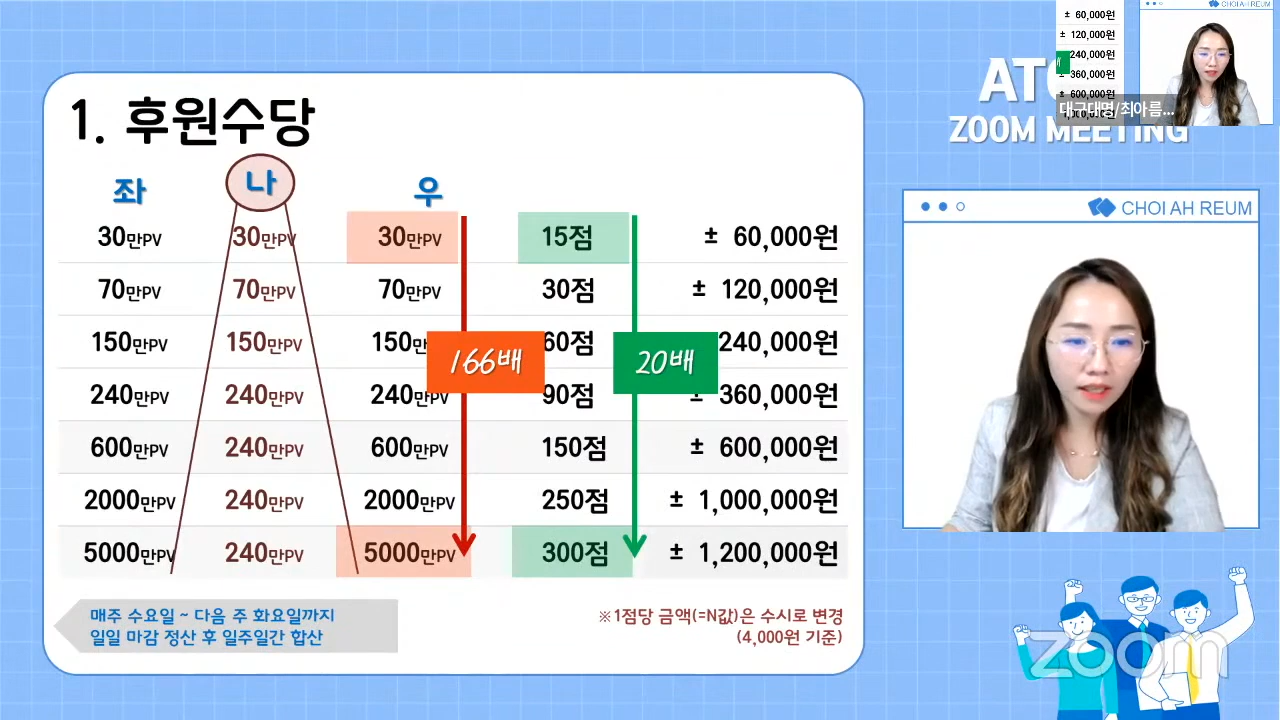 ± 60,000원
± 120,000원
240,000원
360,000원
± 600,000원
대구대명/최아름...
CHOI AH REUM
ZOOM MEETING
1. 후원수당
좌 나 우
30만PV 30만PV 30만PV 15점 ± 60,000원
70만PV 70만PV 70만PV 30점 ± 120,000원
150만PV 150만PV 150만 60점 240,000원
240만PV 240만PV 240만PV 90점 ± 360,000원
166배 20배
600만PV 240만PV 600만PV 150점 ± 600,000원
2000만PV 240만PV 2000만PV 250점 ± 1,000,000원
5000만PV 240만PV 5000만PV 300점 ± 1,200,000원
매주 수요일 ~ 다음 주 화요일까지
일일 마감 정산 후 일주일간 합산
※1점당 금액(=N값)은 수시로 변경
(4,000원 기준)
CHOI AH REUM
zoom